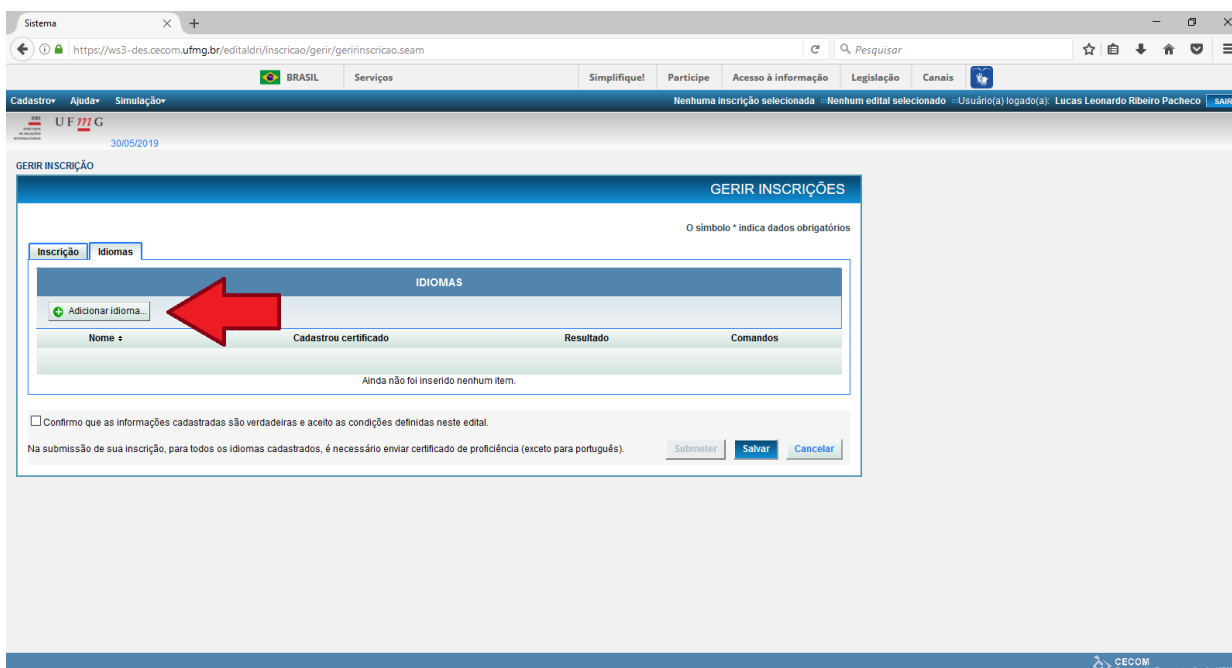 Sistema
https://ws3-des.cecom.ufmg.br/editaldri/inscricao/gerir/geririnscricao.seam
Pesquisar
BRASIL Serviços Simplifique! Participe Acesso à informação Legislação Canais
Cadastro Ajuda Simulação Nenhuma inscrição selecionada Nenhum edital selecionado Usuário(a) logado(a): Lucas Leonardo Ribeiro Pacheco SAIR
DRI
UFmG
30/05/2019
GERIR INSCRIÇÃO
GERIR INSCRIÇÕES
O símbolo * indica dados obrigatórios
Inscrição Idiomas
IDIOMAS
Adicionar idioma...
Nome Cadastrou certificado Resultado Comandos
Ainda não foi inserido nenhum item.
Confirmo que as informações cadastradas são verdadeiras e aceito as condições definidas neste edital.
Na submissão de sua inscrição, para todos os idiomas cadastrados, é necessário enviar certificado de proficiência (exceto para português). Submeter Salvar Cancelar
CECOM